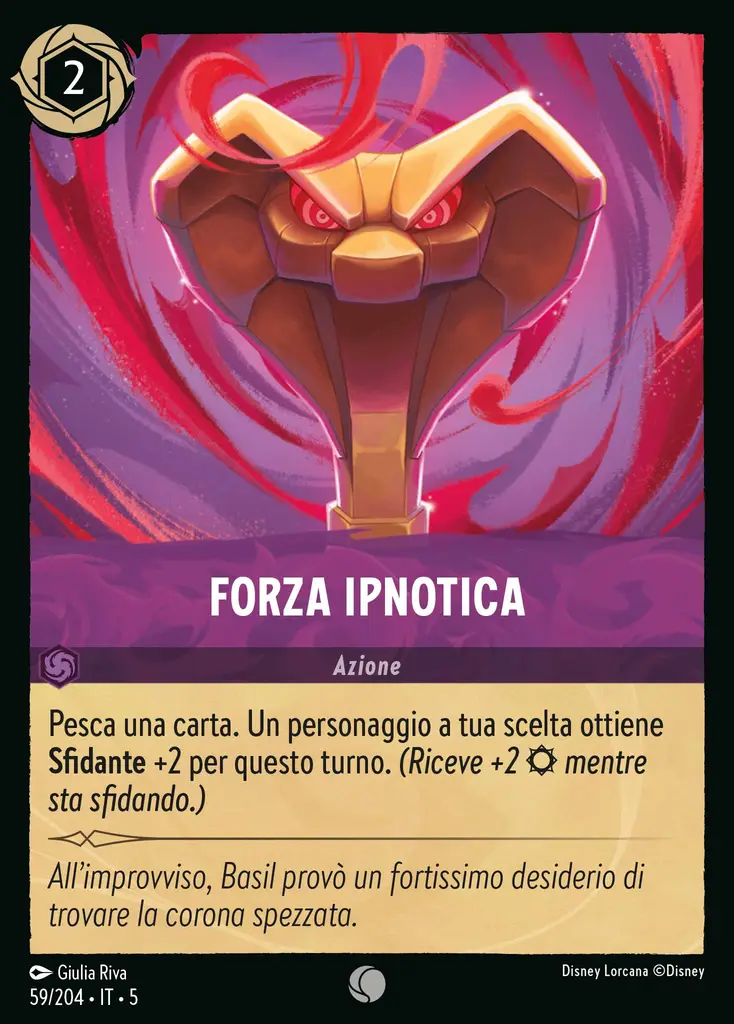 2
FORZA IPNOTICA
Azione
Pesca una carta. Un personaggio a tua scelta ottiene
Sfidante +2 per questo turno. (Riceve +2 mentre
sta sfidando.)
All'improvviso, Basil provò un fortissimo desiderio di
trovare la corona spezzata.
Giulia Riva
Disney Lorcana ©Disney
59/204 • IT • 5